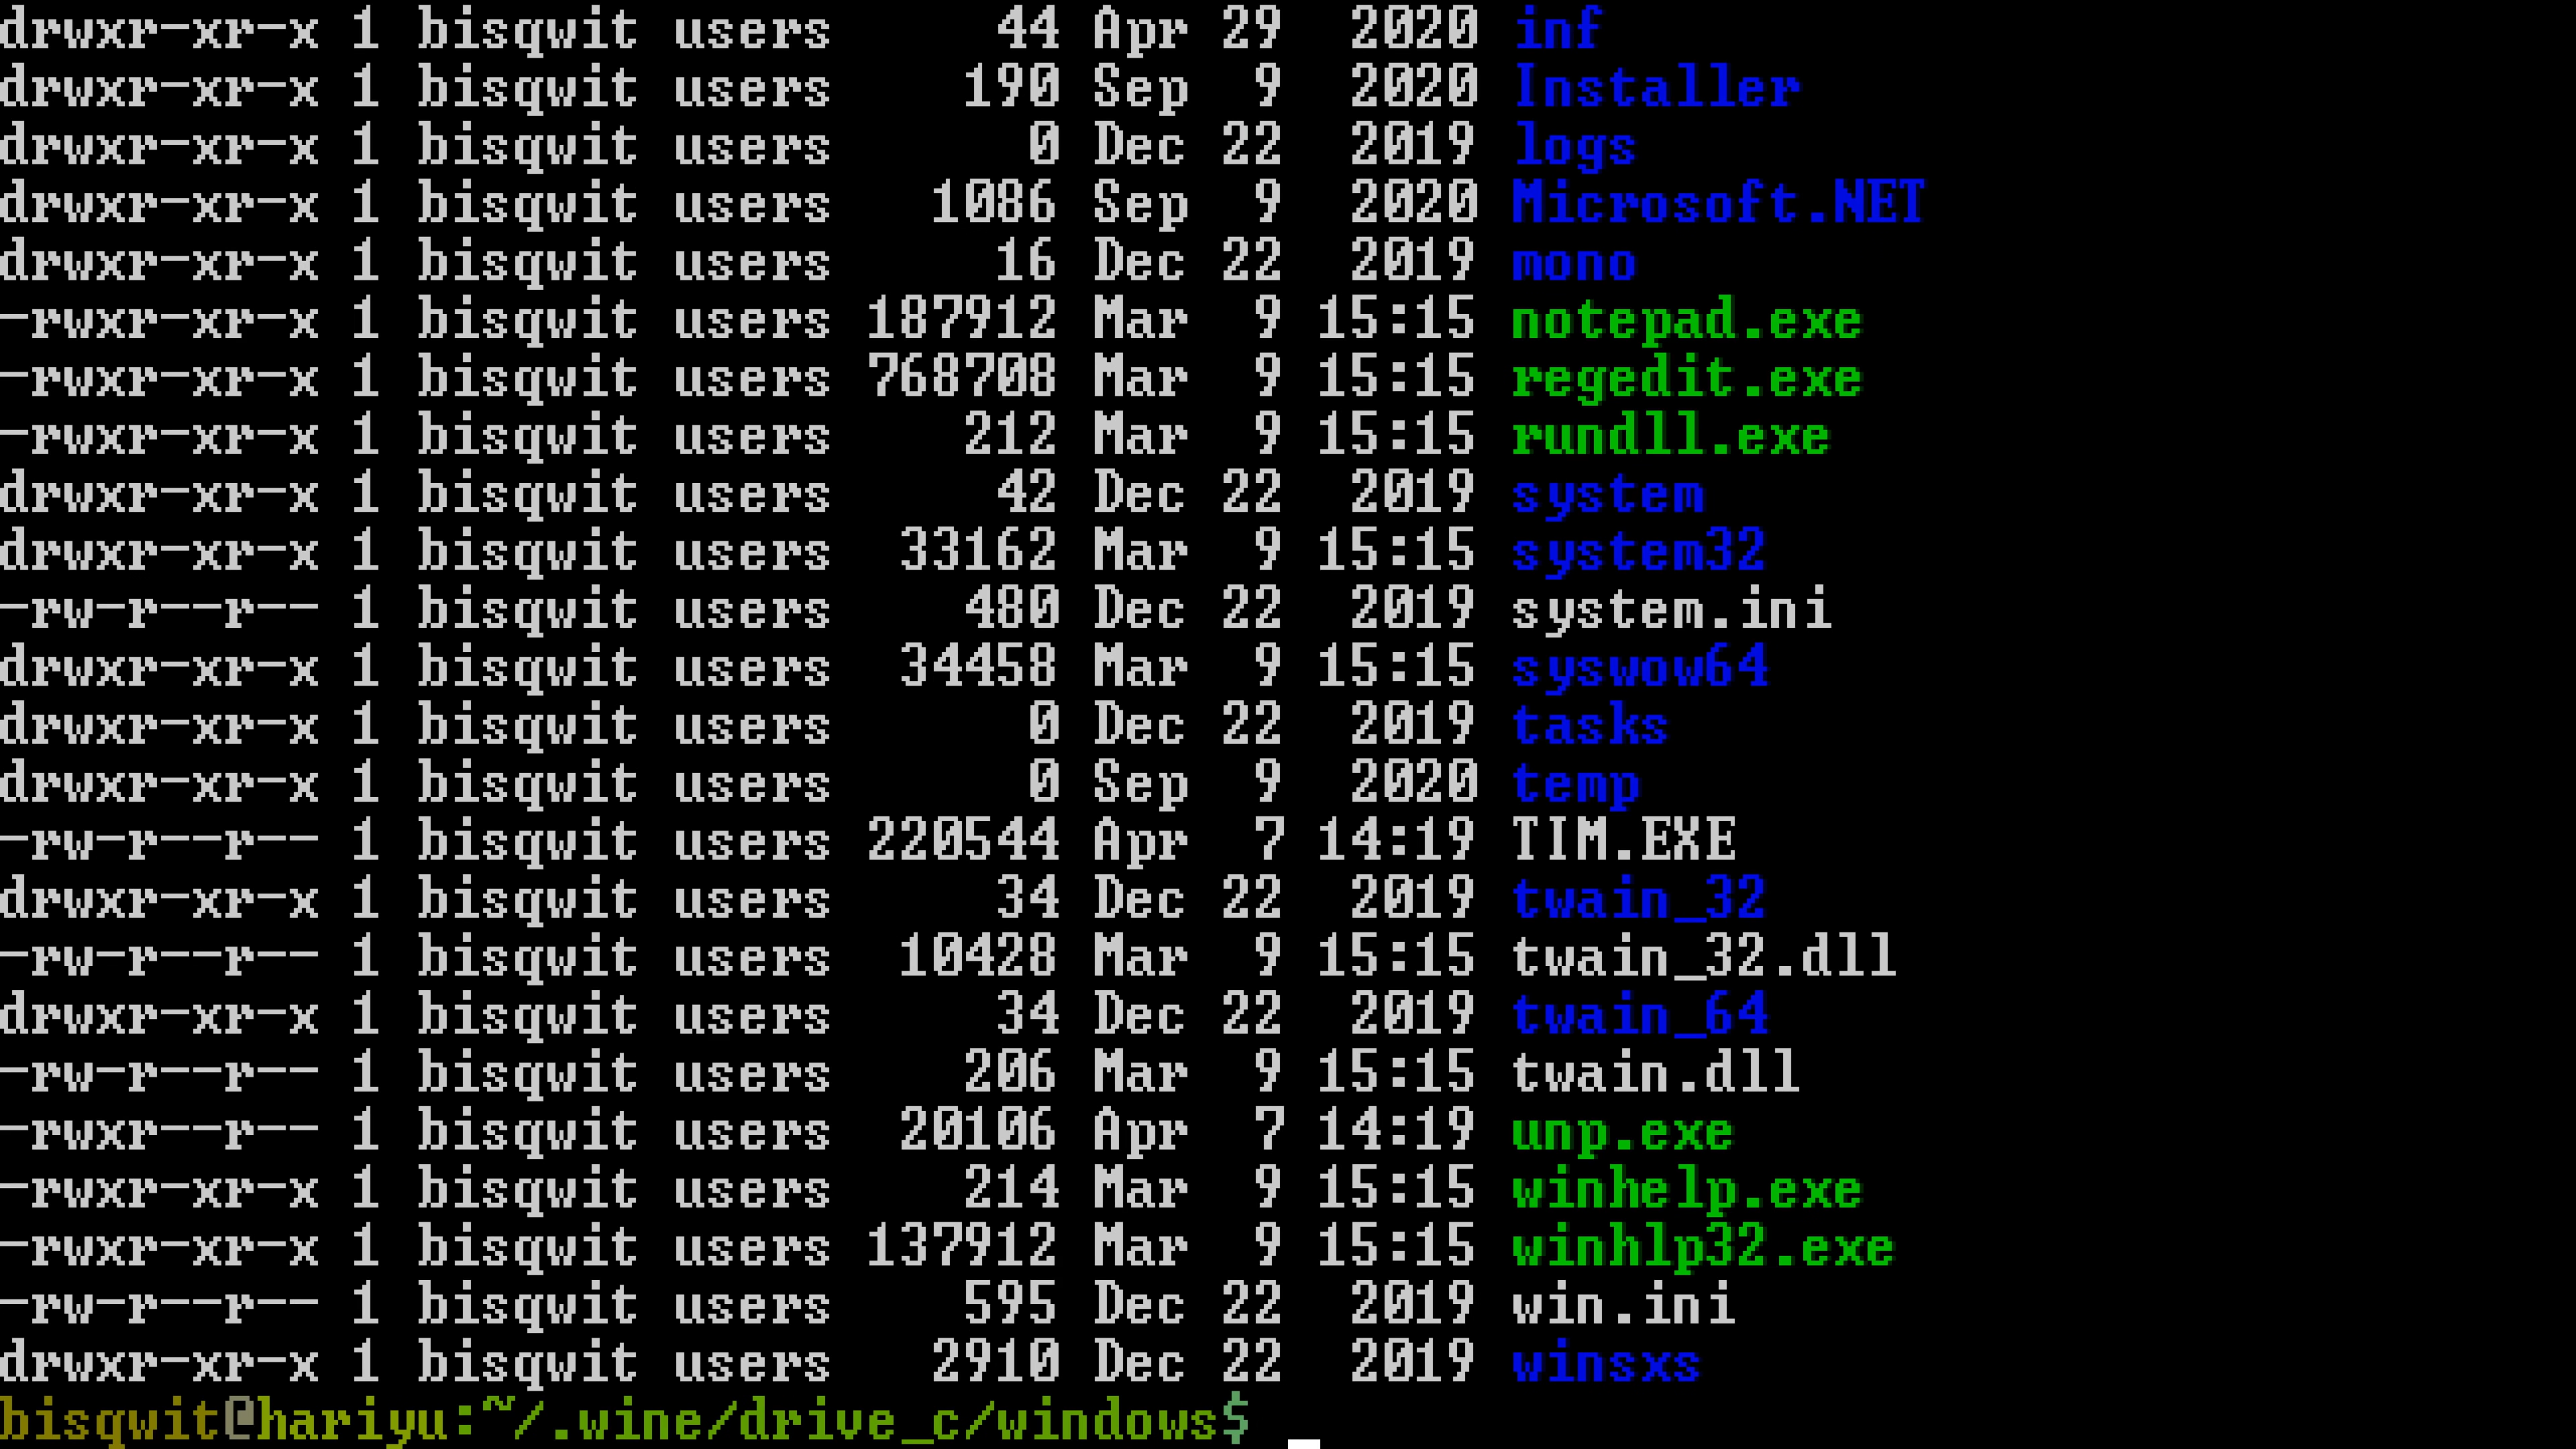 drwxr-xr-x 1 bisqwit users     44 Apr 29  2020 inf
drwxr-xr-x 1 bisqwit users    190 Sep  9  2020 Installer
drwxr-xr-x 1 bisqwit users      0 Dec 22  2019 logs
drwxr-xr-x 1 bisqwit users   1086 Sep  9  2020 Microsoft.NET
drwxr-xr-x 1 bisqwit users     16 Dec 22  2019 mono
-rwxr-xr-x 1 bisqwit users 187912 Mar  9 15:15 notepad.exe
-rwxr-xr-x 1 bisqwit users 768708 Mar  9 15:15 regedit.exe
-rwxr-xr-x 1 bisqwit users    212 Mar  9 15:15 rundll.exe
drwxr-xr-x 1 bisqwit users     42 Dec 22  2019 system
drwxr-xr-x 1 bisqwit users  33162 Mar  9 15:15 system32
-rw-r--r-- 1 bisqwit users    480 Dec 22  2019 system.ini
drwxr-xr-x 1 bisqwit users  34458 Mar  9 15:15 syswow64
drwxr-xr-x 1 bisqwit users      0 Dec 22  2019 tasks
drwxr-xr-x 1 bisqwit users      0 Sep  9  2020 temp
-rw-r--r-- 1 bisqwit users 220544 Apr  7 14:19 TIM.EXE
drwxr-xr-x 1 bisqwit users     34 Dec 22  2019 twain_32
-rw-r--r-- 1 bisqwit users  10428 Mar  9 15:15 twain_32.dll
drwxr-xr-x 1 bisqwit users     34 Dec 22  2019 twain_64
-rw-r--r-- 1 bisqwit users    206 Mar  9 15:15 twain.dll
-rwxr--r-- 1 bisqwit users  20106 Apr  7 14:19 unp.exe
-rwxr-xr-x 1 bisqwit users    214 Mar  9 15:15 winhelp.exe
-rwxr-xr-x 1 bisqwit users 137912 Mar  9 15:15 winhlp32.exe
-rw-r--r-- 1 bisqwit users    595 Dec 22  2019 win.ini
drwxr-xr-x 1 bisqwit users   2910 Dec 22  2019 winsxs
bisqwit@hariyu:~/.wine/drive_c/windows$